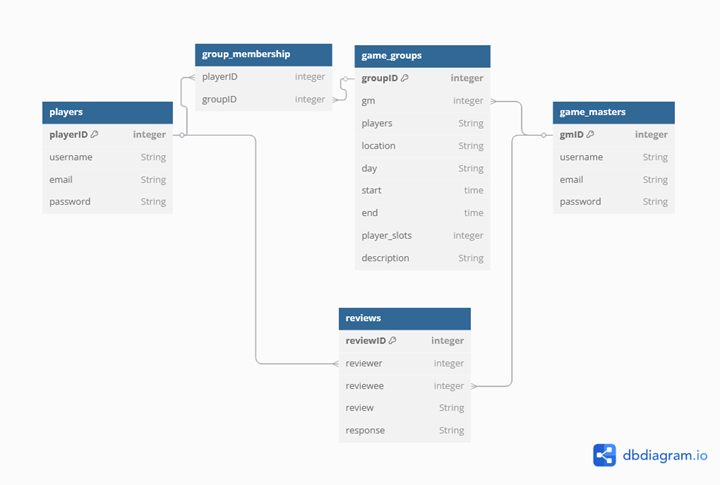 group_membership
playerID integer
groupID integer
game_groups
groupID integer
gm integer
players String
location String
day String
start time
end time
player_slots integer
description String
players
playerID integer
username String
email String
password String
game_masters
gmID integer
username String
email String
password String
reviews
reviewID integer
reviewer integer
reviewee integer
review String
response String
dbdiagram.io